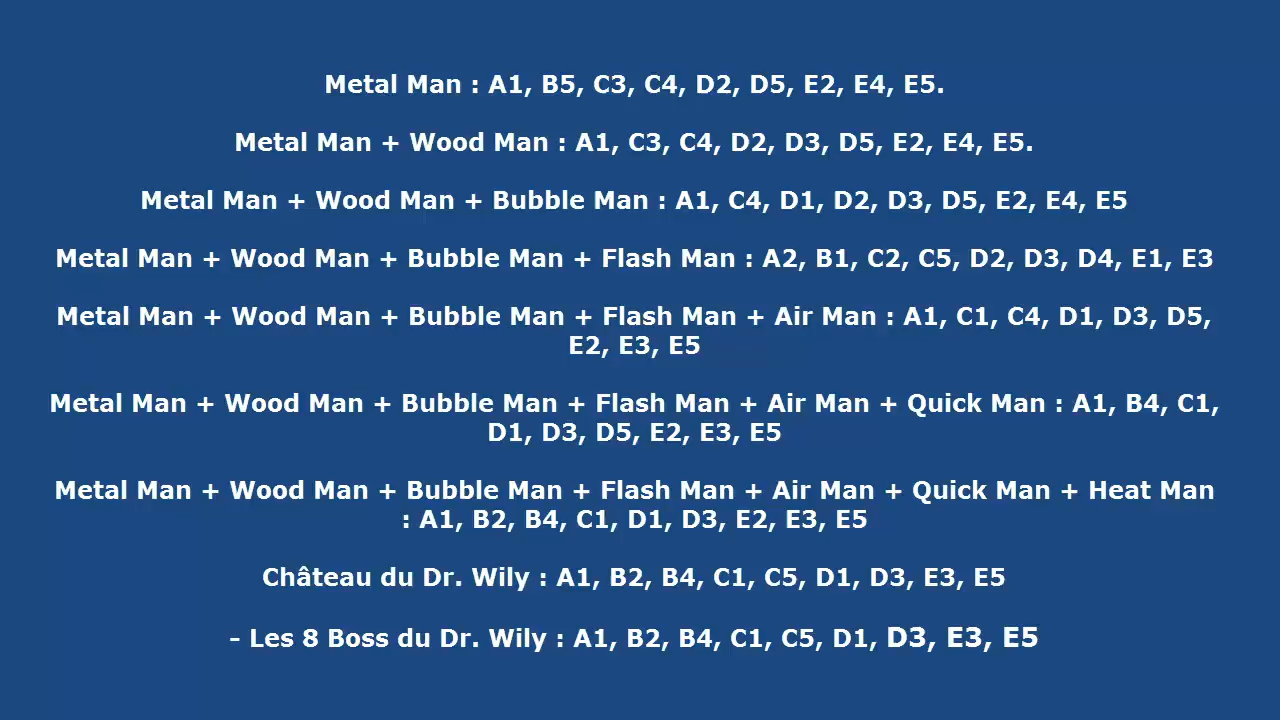 Metal Man : A1, B5, C3, C4, D2, D5, E2, E4, E5.
Metal Man + Wood Man : A1, C3, C4, D2, D3, D5, E2, E4, E5.
Metal Man + Wood Man + Bubble Man : A1, C4, D1, D2, D3, D5, E2, E4, E5
Metal Man + Wood Man + Bubble Man + Flash Man : A2, B1, C2, C5, D2, D3, D4, E1, E3
Metal Man + Wood Man + Bubble Man + Flash Man + Air Man : A1, C1, C4, D1, D3, D5,
E2, E3, E5
Metal Man + Wood Man + Bubble Man + Flash Man + Air Man + Quick Man : A1, B4, C1,
D1, D3, D5, E2, E3, E5
Metal Man + Wood Man + Bubble Man + Flash Man + Air Man + Quick Man + Heat Man
: A1, B2, B4, C1, D1, D3, E2, E3, E5
Château du Dr. Wily : A1, B2, B4, C1, C5, D1, D3, E3, E5
- Les 8 Boss du Dr. Wily : A1, B2, B4, C1, C5, D1, D3, E3, E5